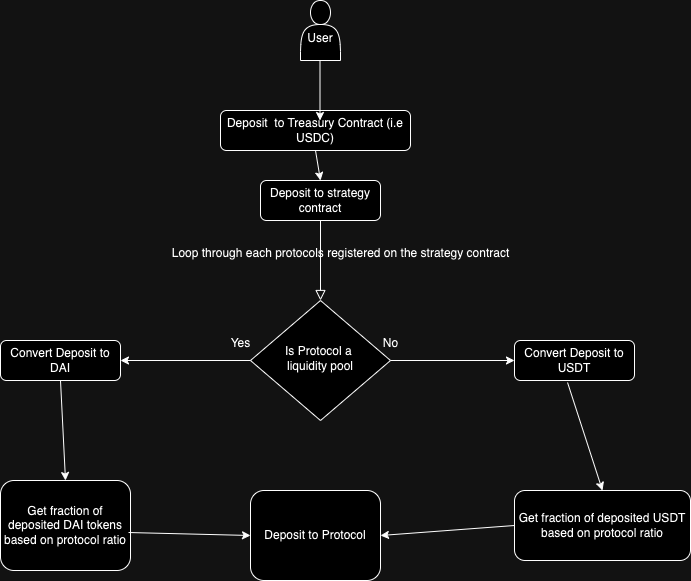 User
Deposit to Treasury Contract (i.e
USDC)
Deposit to strategy
contract
Loop through each protocols registered on the strategy contract
Is Protocol a
liquidity pool
Yes
No
Convert Deposit to
DAI
Convert Deposit to
USDT
Get fraction of
deposited DAI tokens
based on protocol ratio
Deposit to Protocol
Get fraction of deposited USDT
based on protocol ratio